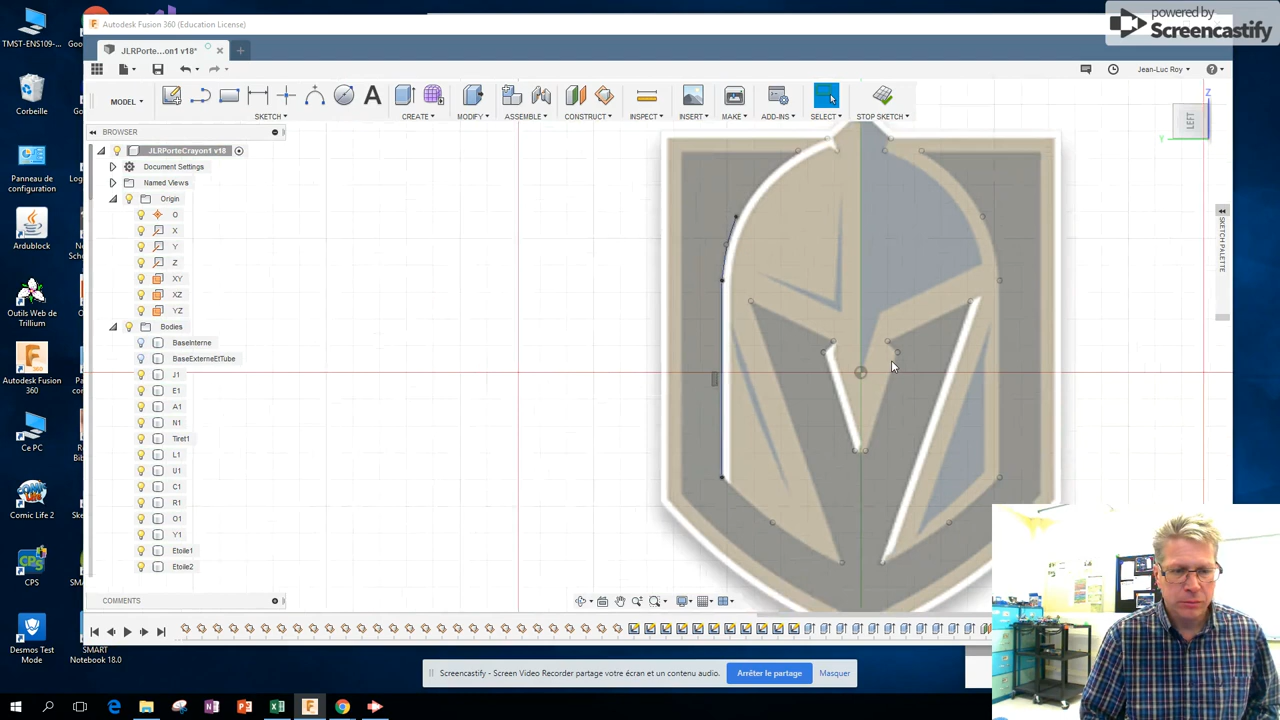 TMST-ENS109-...
Goo
powered by
Screencastify
Autodesk Fusion 360 (Education License)
JLRPorte...on1 v18*
Jean-Luc Roy
Corbeille
MODEL
SKETCH
CREATE
MODIFY
ASSEMBLE
CONSTRUCT
INSPECT
INSERT
MAKE
ADD-INS
SELECT
STOP SKETCH
Z
LEFT
Y
BROWSER
JLRPorteCrayon1 v18
Document Settings
Named Views
Origin
O
X
Y
Z
XY
XZ
YZ
Bodies
BaseInterne
BaseExterneEtTube
J1
E1
A1
N1
Tiret1
L1
U1
C1
R1
O1
Y1
Etoile1
Etoile2
COMMENTS
SKETCH PALETTE
Panneau de
configuration
Ardublock
Outils Web de
Trillium
Autodesk
Fusion 360
Ce PC
Comic Life 2
CPS
Desmos Test
Mode
SMART
Notebook 18.0
Screencastify - Screen Video Recorder partage votre écran et un contenu audio.
Arrêter le partage
Masquer